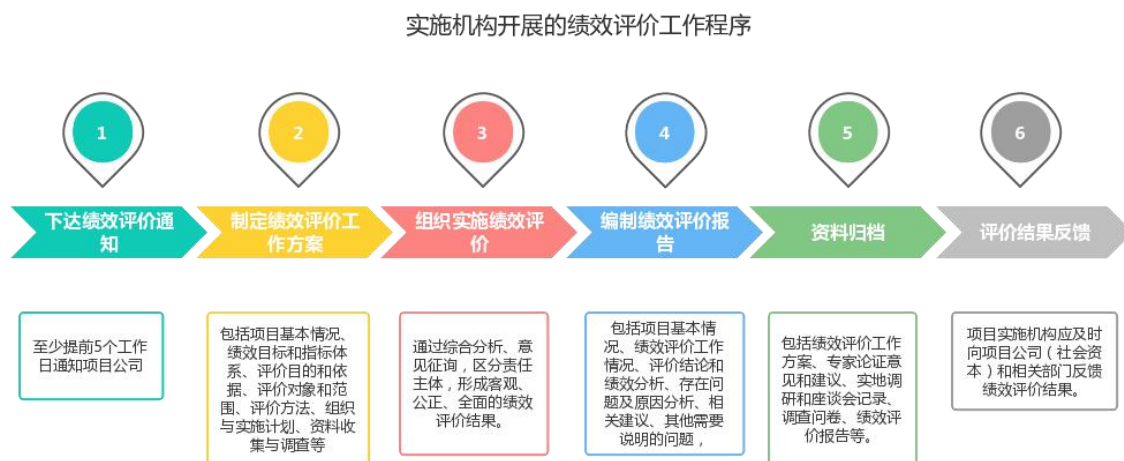 实施机构开展的绩效评价工作程序
1
2
3
4
5
6
下达绩效评价通
知
制定绩效评价工
作方案
组织实施绩效评
价
编制绩效评价报
告
资料归档
评价结果反馈
至少提前5个工作
日通知项目公司
包括项目基本情况、
绩效目标和指标体
系、评价目的和依
据、评价对象和范
围、评价方法、组织
与实施计划、资料收
集与调查等
通过综合分析、意
见征询，区分责任
主体，形成客观、
公正、全面的绩效
评价结果。
包括项目基本情
况、绩效评价工作
情况、评价结论和
绩效分析、存在问
题及原因分析、相
关建议、其他需要
说明的问题，
包括绩效评价工作
方案、专家论证意
见和建议、实地调
研和座谈会记录、
调查问卷、绩效评
价报告等。
项目实施机构应及时
向项目公司（社会资
本）和相关部门反馈
绩效评价结果。